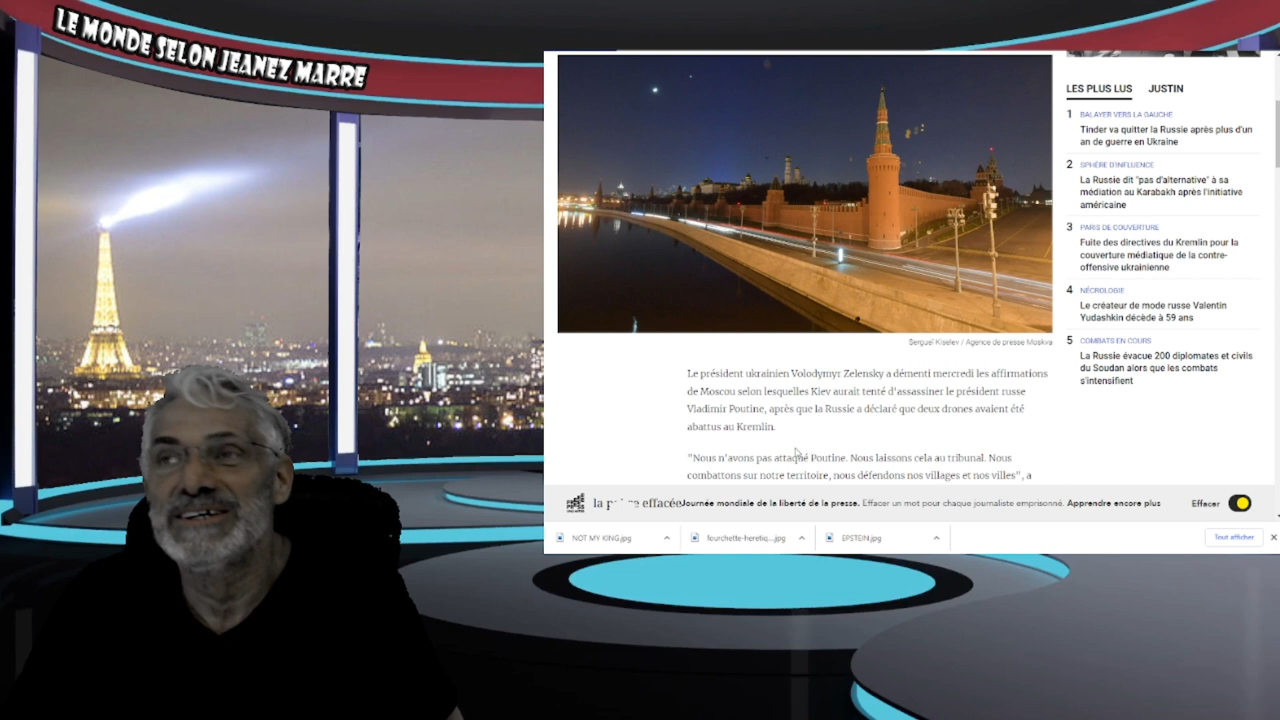 LE MONDE SELON JEANEZ MARRE
LES PLUS LUS JUSTIN
1 BALAYER VERS LA GAUCHE
Tinder va quitter la Russie après plus d'un
an de guerre en Ukraine
2 SPHÈRE D'INFLUENCE
La Russie dit "pas d'alternative" à sa
médiation au Karabakh après l'initiative
américaine
3 PARIS DE COUVERTURE
Fuite des directives du Kremlin pour la
couverture médiatique de la contre-
offensive ukrainienne
4 NÉCROLOGIE
Le créateur de mode russe Valentin
Yudashkin décède à 59 ans
5 COMBATS EN COURS
La Russie évacue 200 diplomates et civils
du Soudan alors que les combats
s'intensifient
Sergueï Kiselev / Agence de presse Moskva
Le président ukrainien Volodymyr Zelensky a démenti mercredi les affirmations
de Moscou selon lesquelles Kiev aurait tenté d'assassiner le président russe
Vladimir Poutine, après que la Russie a déclaré que deux drones avaient été
abattus au Kremlin.
"Nous n'avons pas attaqué Poutine. Nous laissons cela au tribunal. Nous
combattons sur notre territoire, nous défendons nos villages et nos villes", a
la effacée Journée mondiale de la liberté de la presse. Effacer un mot pour chaque journaliste emprisonné. Apprendre encore plus Effacer
NOT MY KING.jpg fourchette-heretiq....jpg EPSTEIN.jpg Tout afficher